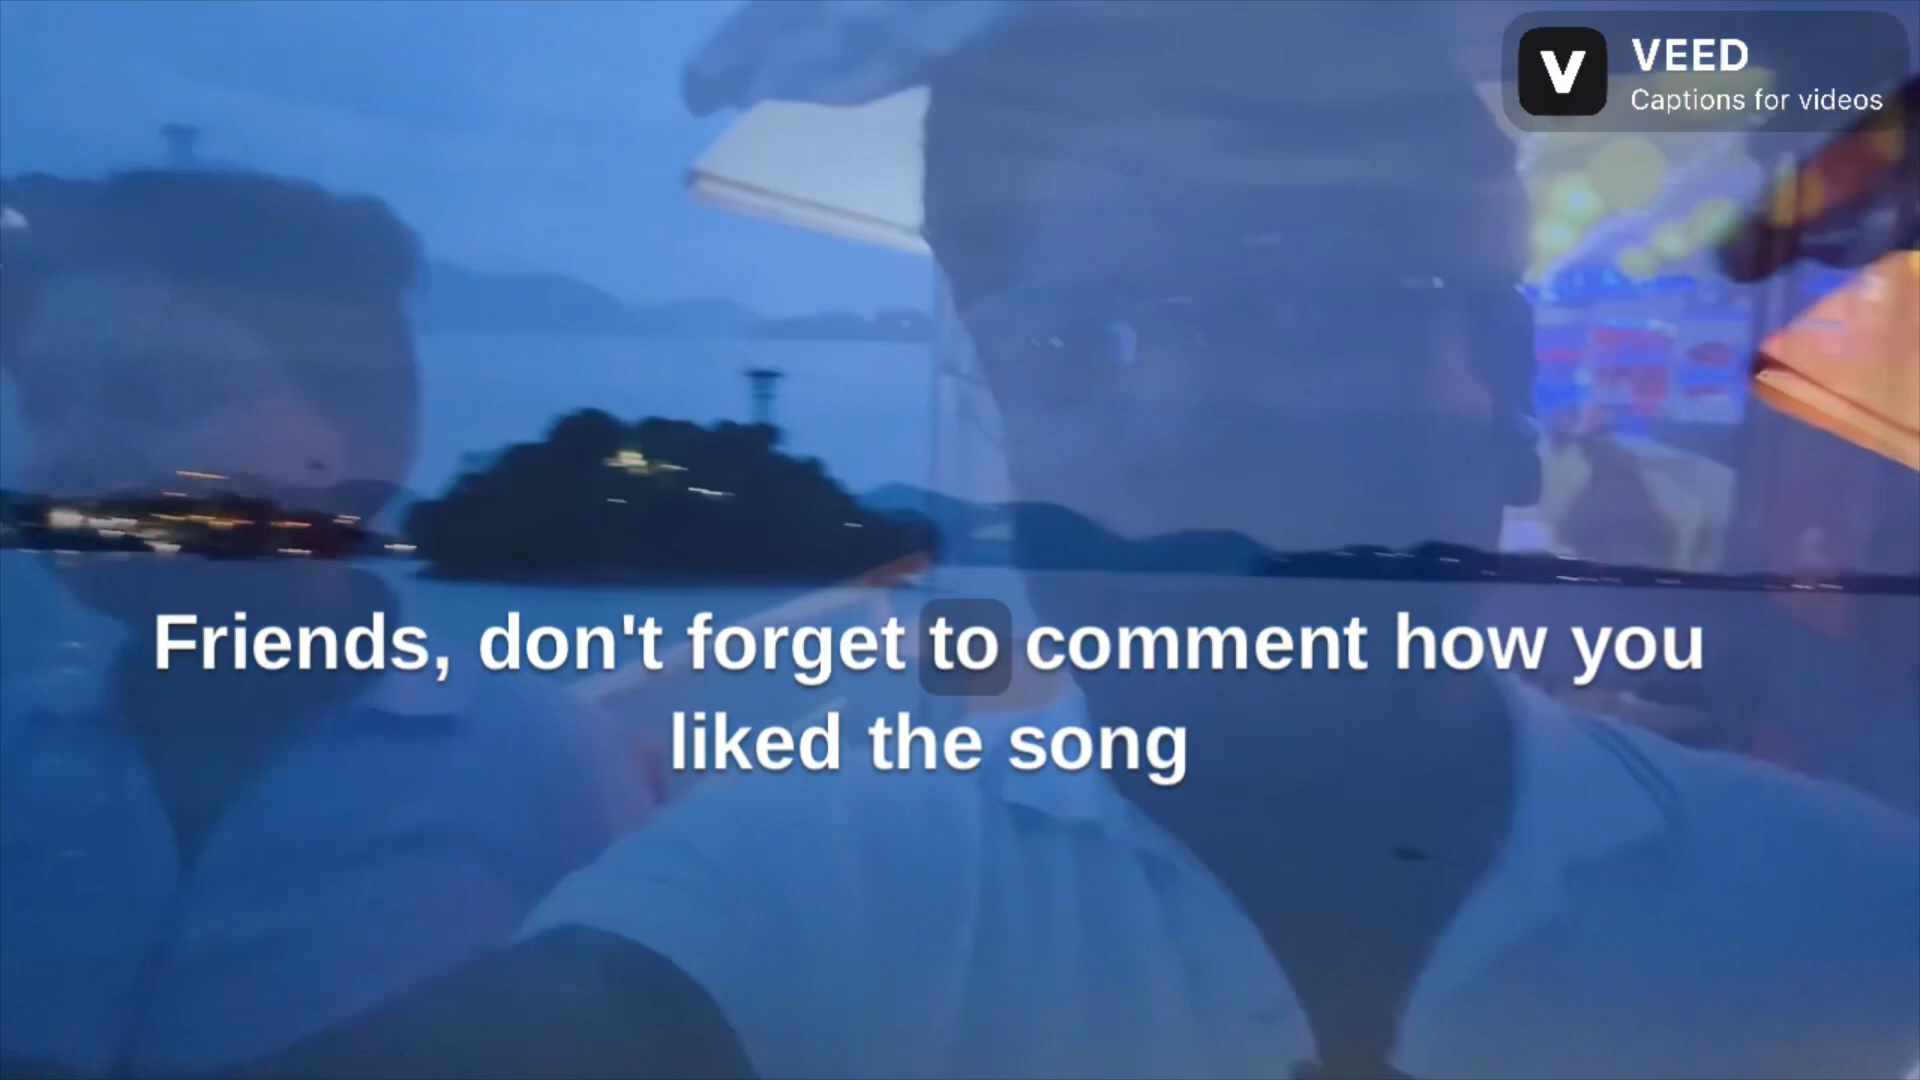 VEED
Captions for videos
Friends, don't forget to comment how you
liked the song